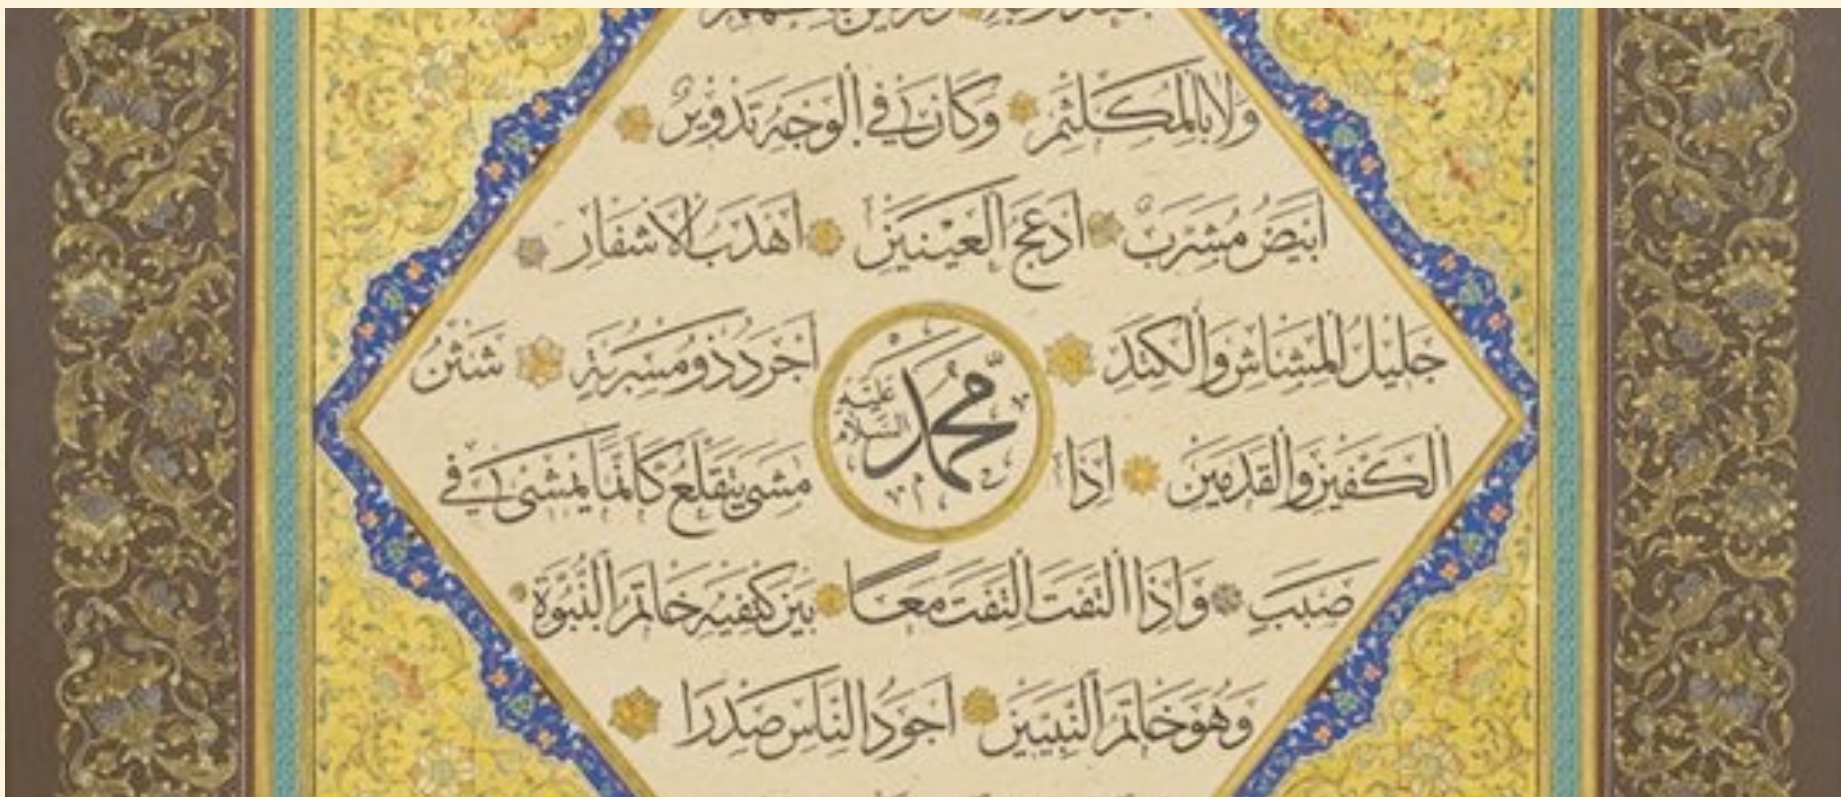 ولا بالمكلثم وكان في الوجه تدوير
ابيض مشرب ادعج العينين اهدب الاشفار
جليل المشاش والكتد اجرد ذو مسربة شثن
محمد عليه السلام
الكفين والقدمين اذا مشى يتقلع كانما يمشى في
صبب واذا التفت التفت معا بين كتفيه خاتم النبوة
وهو خاتم النبيين اجود الناس صدرا